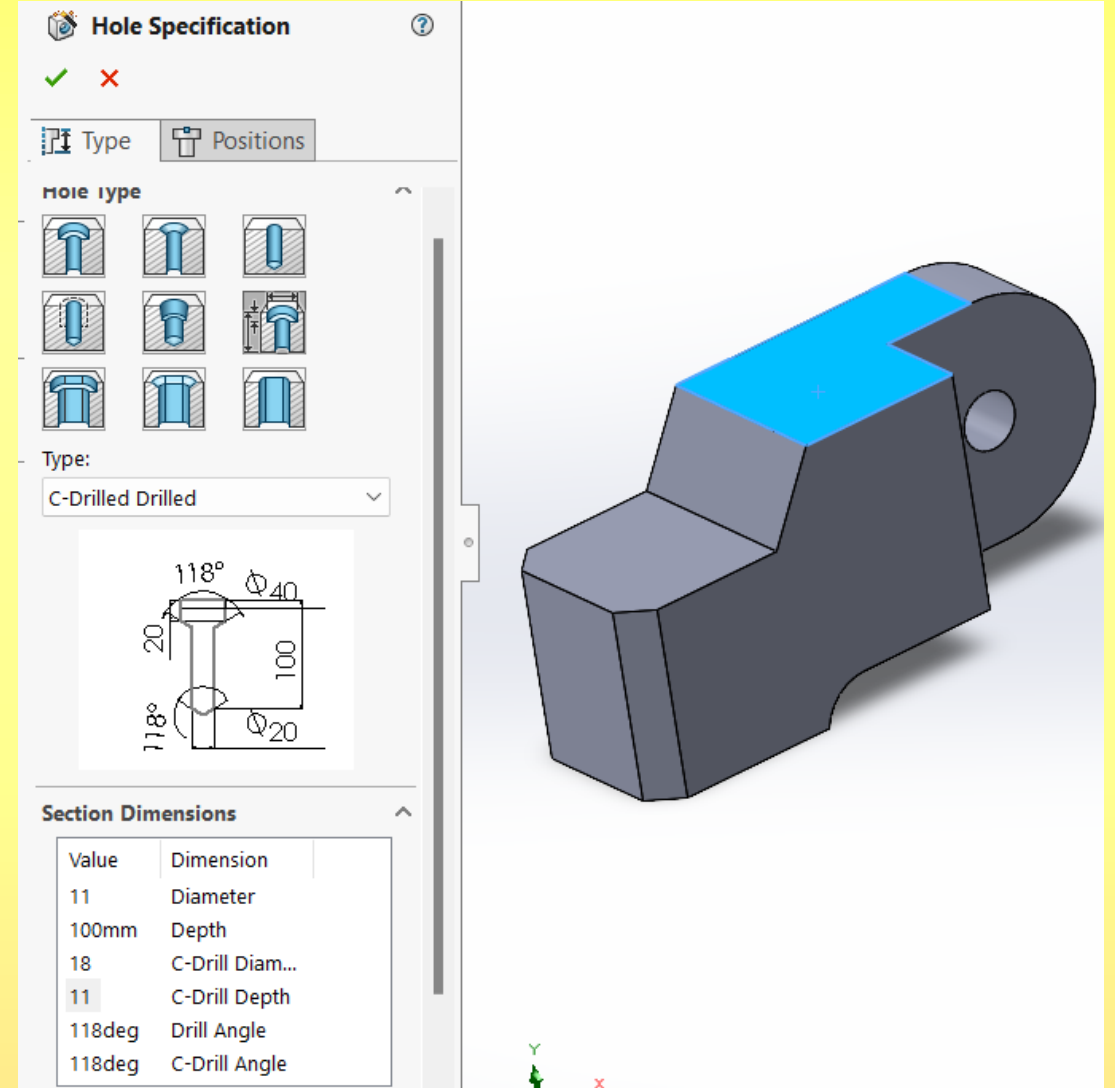 Hole Specification
Type
Positions
Hole Type
Type:
C-Drilled Drilled
118°
Ø40
20
100
118°
Ø20
Section Dimensions
Value Dimension
11 Diameter
100mm Depth
18 C-Drill Diam...
11 C-Drill Depth
118deg Drill Angle
118deg C-Drill Angle
Y
X